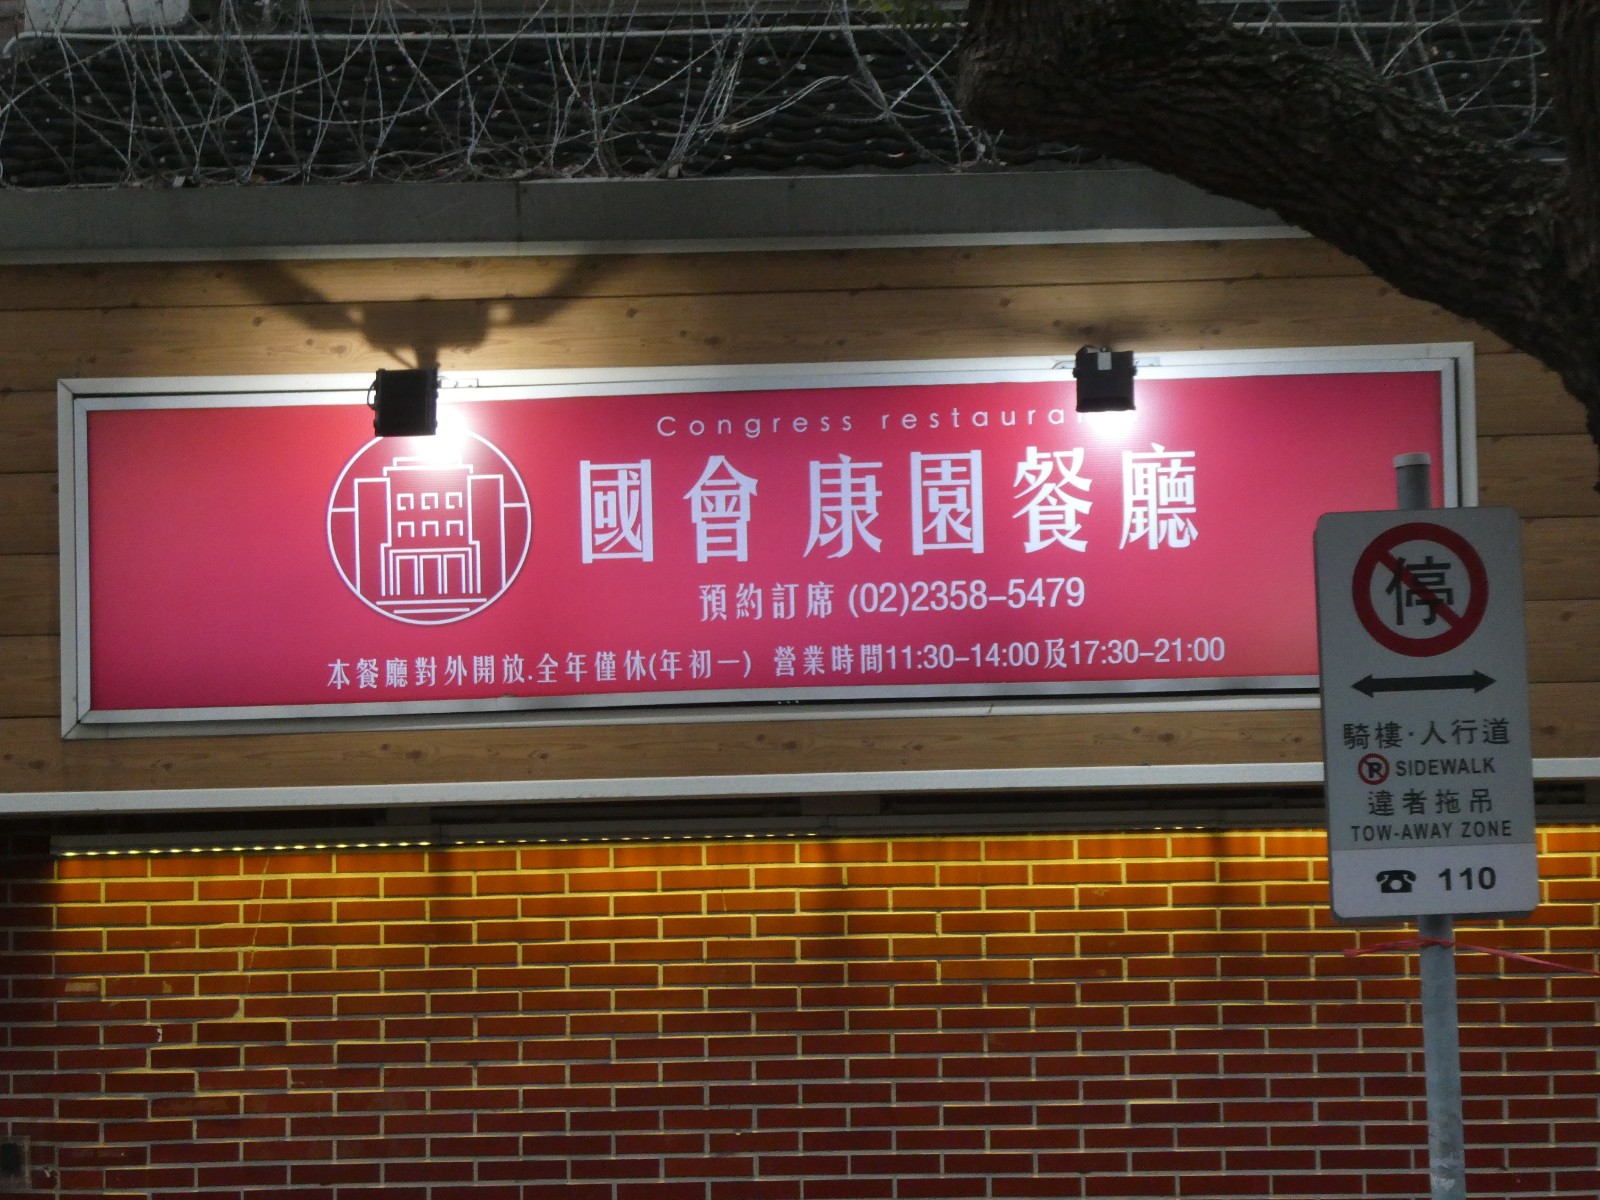 Congress restaura
國會 康園餐廳
預約訂席 (02)2358-5479
本餐廳對外開放.全年僅休(年初一) 營業時間11:30-14:00及17:30-21:00
停
騎樓·人行道
R SIDEWALK
違者拖吊
TOW-AWAY ZONE
☎ 110